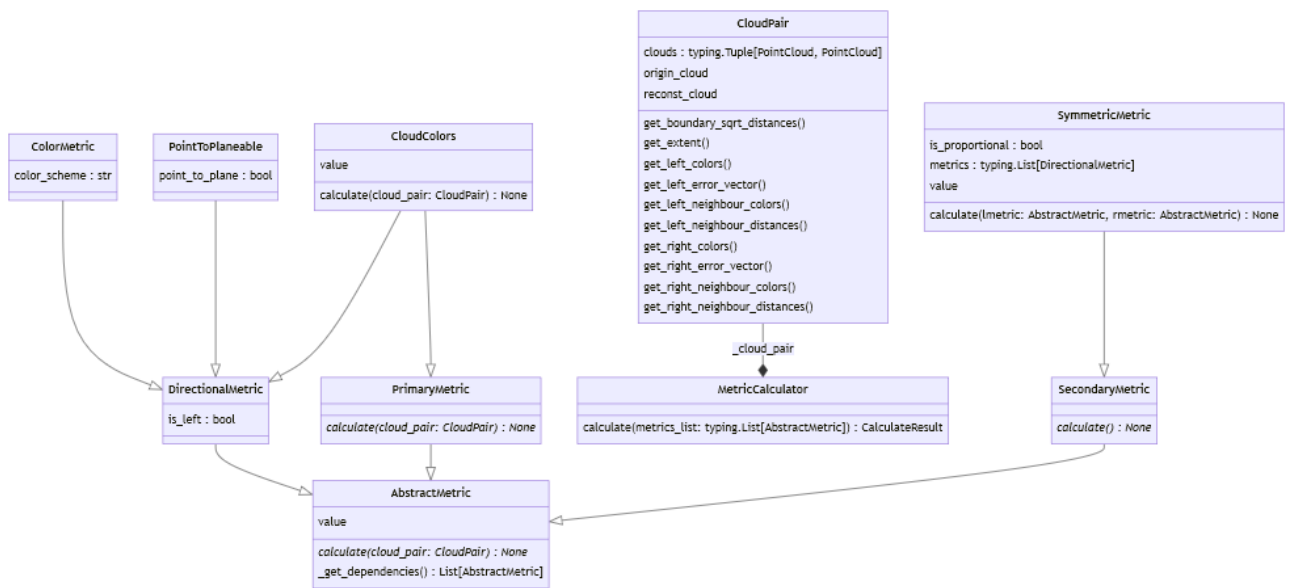 CloudPair
clouds : typing.Tuple[PointCloud, PointCloud]
origin_cloud
reconst_cloud
get_boundary_sqrt_distances()
get_extent()
get_left_colors()
get_left_error_vector()
get_left_neighbour_colors()
get_left_neighbour_distances()
get_right_colors()
get_right_error_vector()
get_right_neighbour_colors()
get_right_neighbour_distances()
ColorMetric
color_scheme : str
PointToPlaneable
point_to_plane : bool
CloudColors
value
calculate(cloud_pair: CloudPair) : None
SymmetricMetric
is_proportional : bool
metrics : typing.List[DirectionalMetric]
value
calculate(lmetric: AbstractMetric, rmetric: AbstractMetric) : None
_cloud_pair
DirectionalMetric
is_left : bool
PrimaryMetric
calculate(cloud_pair: CloudPair) : None
MetricCalculator
calculate(metrics_list: typing.List[AbstractMetric]) : CalculateResult
SecondaryMetric
calculate() : None
AbstractMetric
value
calculate(cloud_pair: CloudPair) : None
_get_dependencies() : List[AbstractMetric]